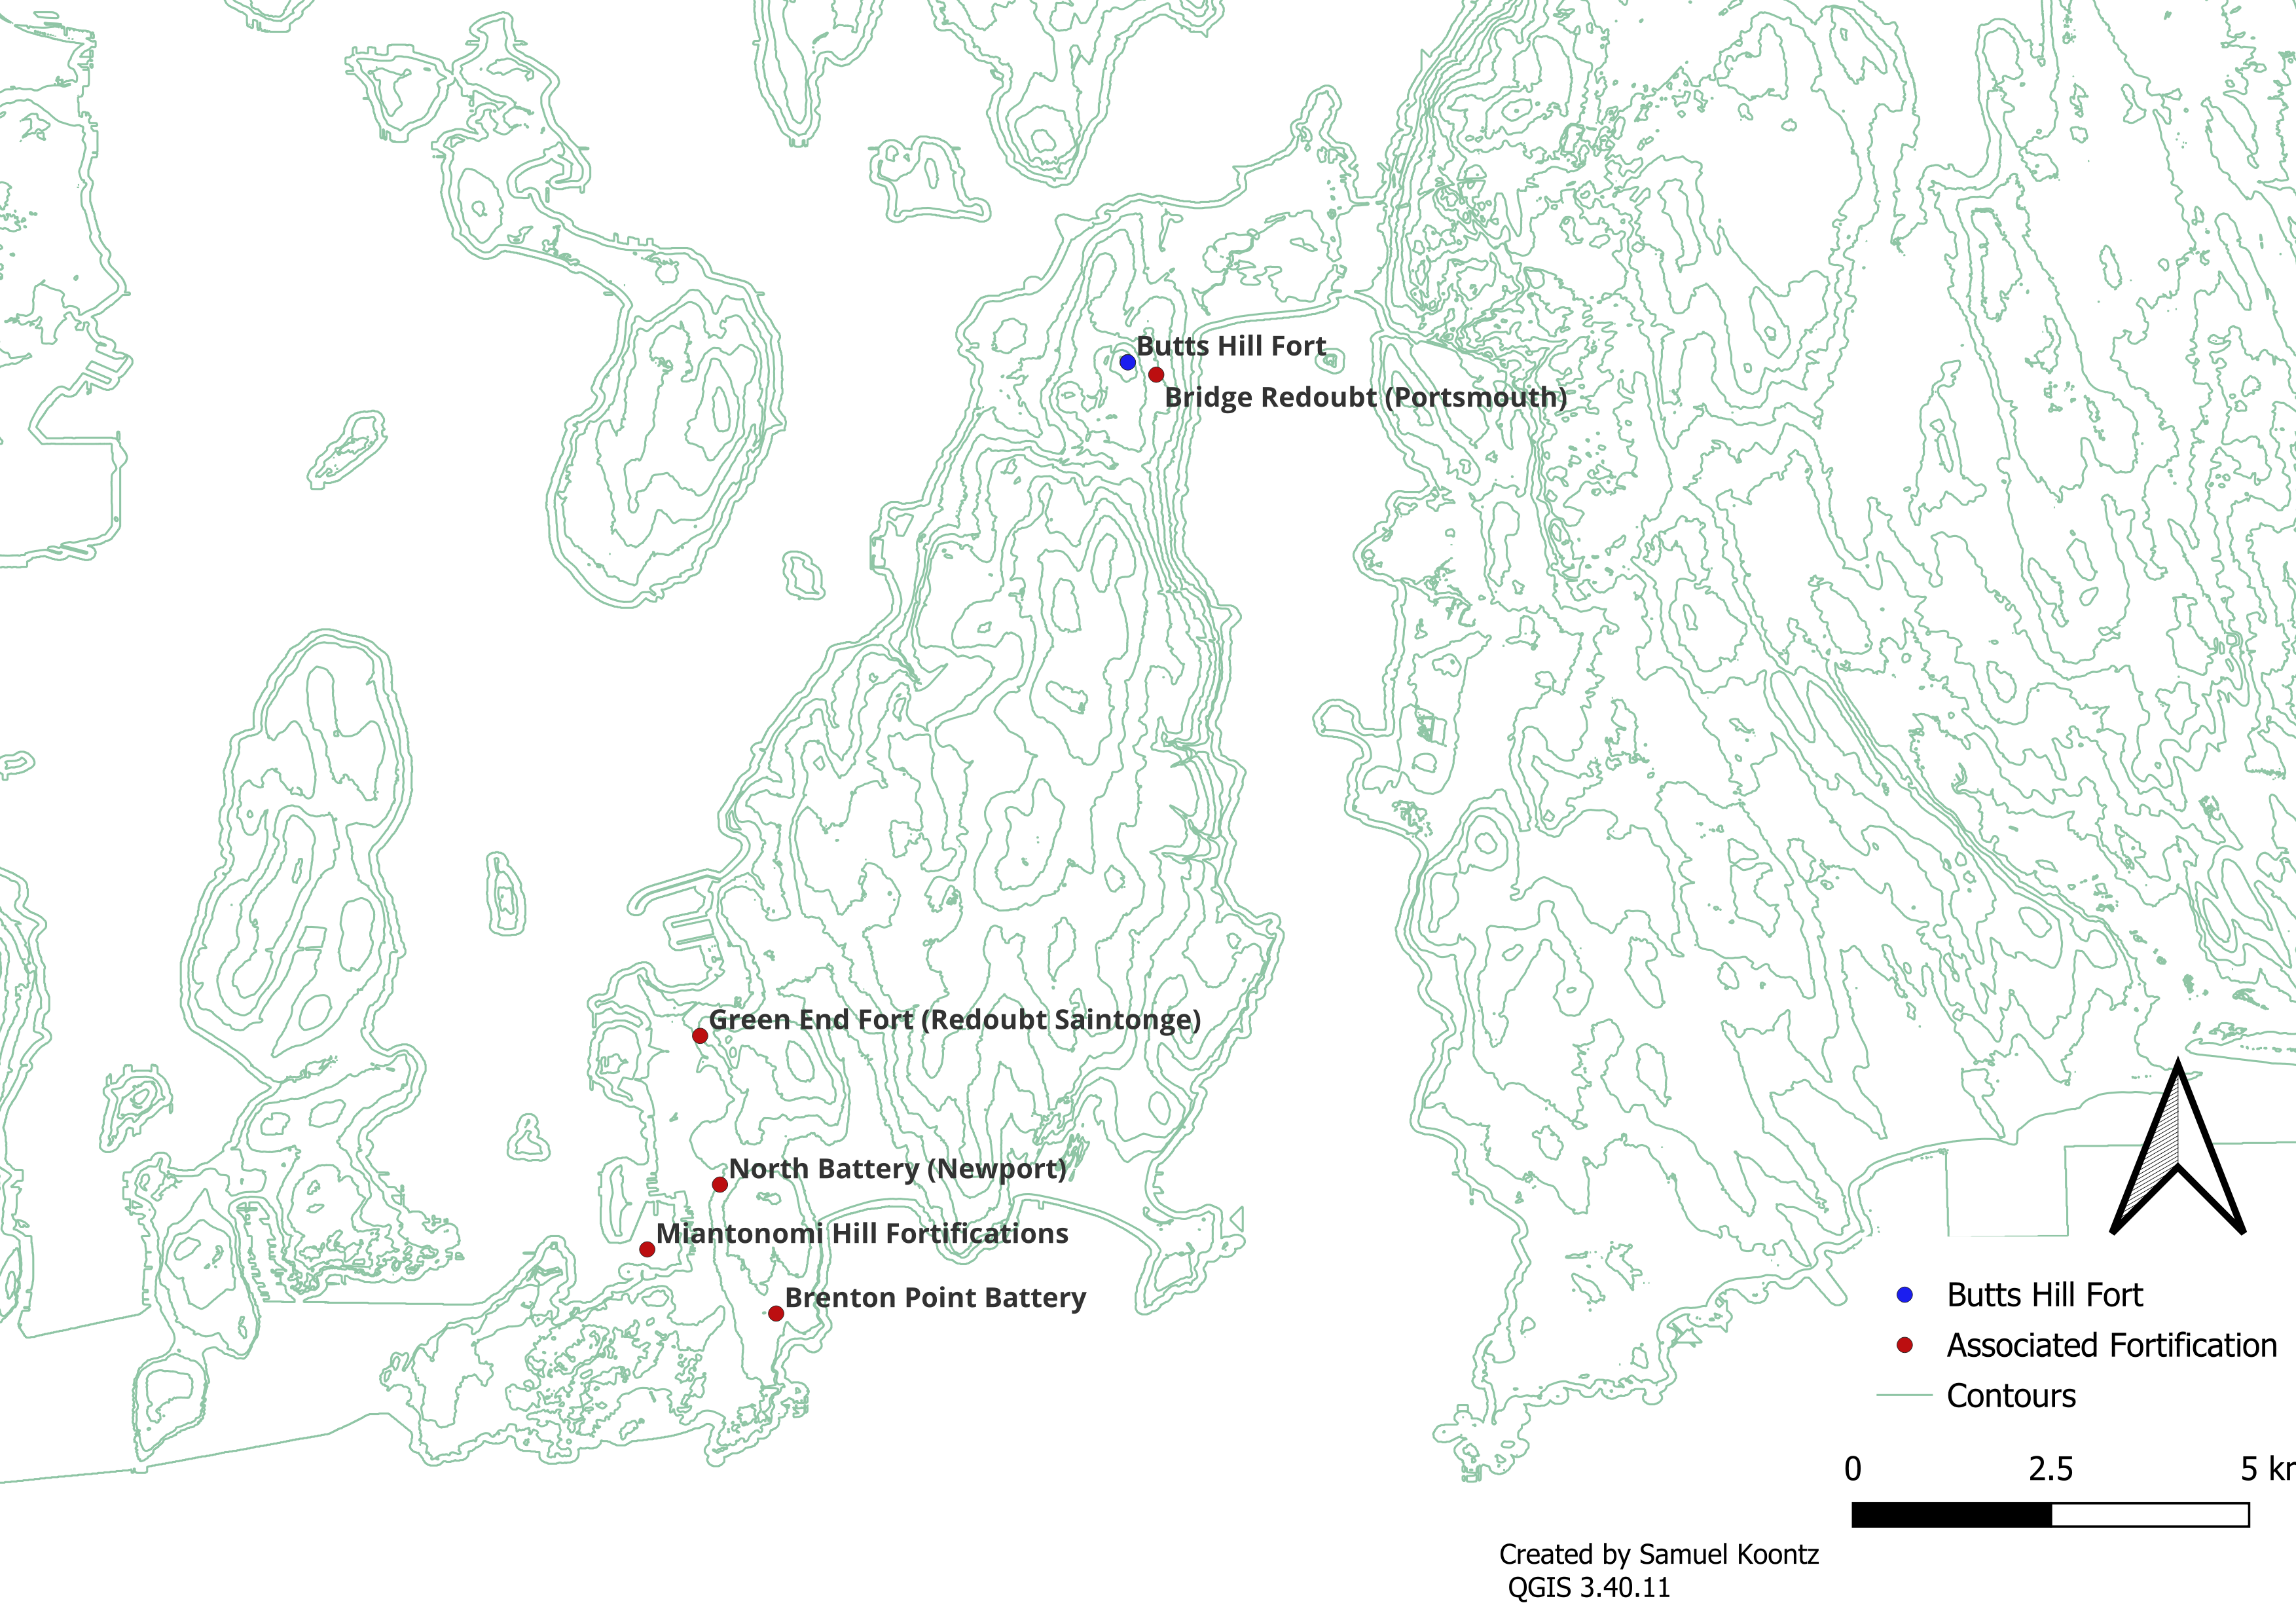 Butts Hill Fort
Bridge Redoubt (Portsmouth)
Green End Fort (Redoubt Saintonge)
North Battery (Newport)
Miantonomi Hill Fortifications
Brenton Point Battery
Butts Hill Fort
Associated Fortification
Contours
0 2.5 5 km
Created by Samuel Koontz
QGIS 3.40.11